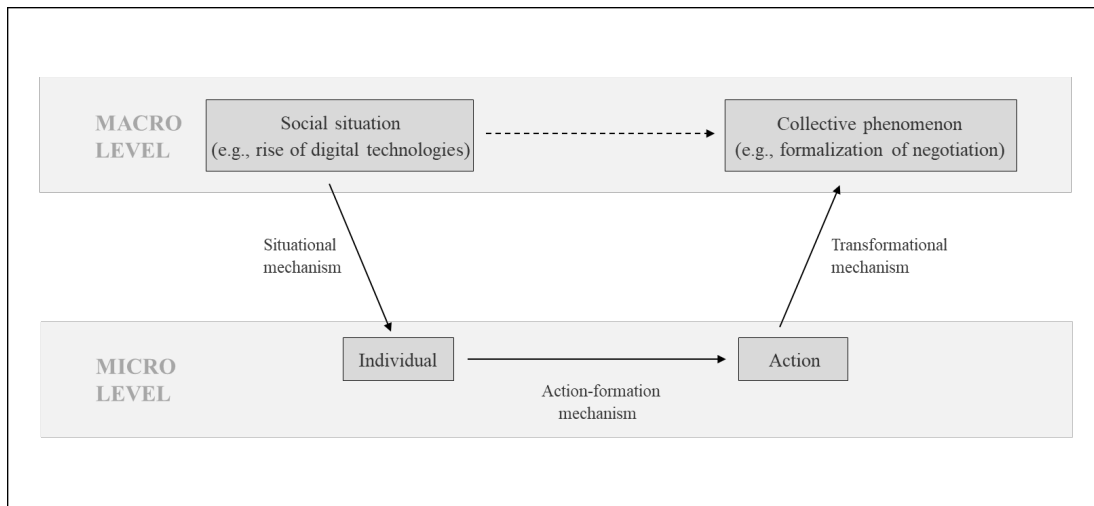 MACRO
LEVEL
Social situation
(e.g., rise of digital technologies)
Collective phenomenon
(e.g., formalization of negotiation)
Situational
mechanism
Transformational
mechanism
MICRO
LEVEL
Individual
Action
Action-formation
mechanism